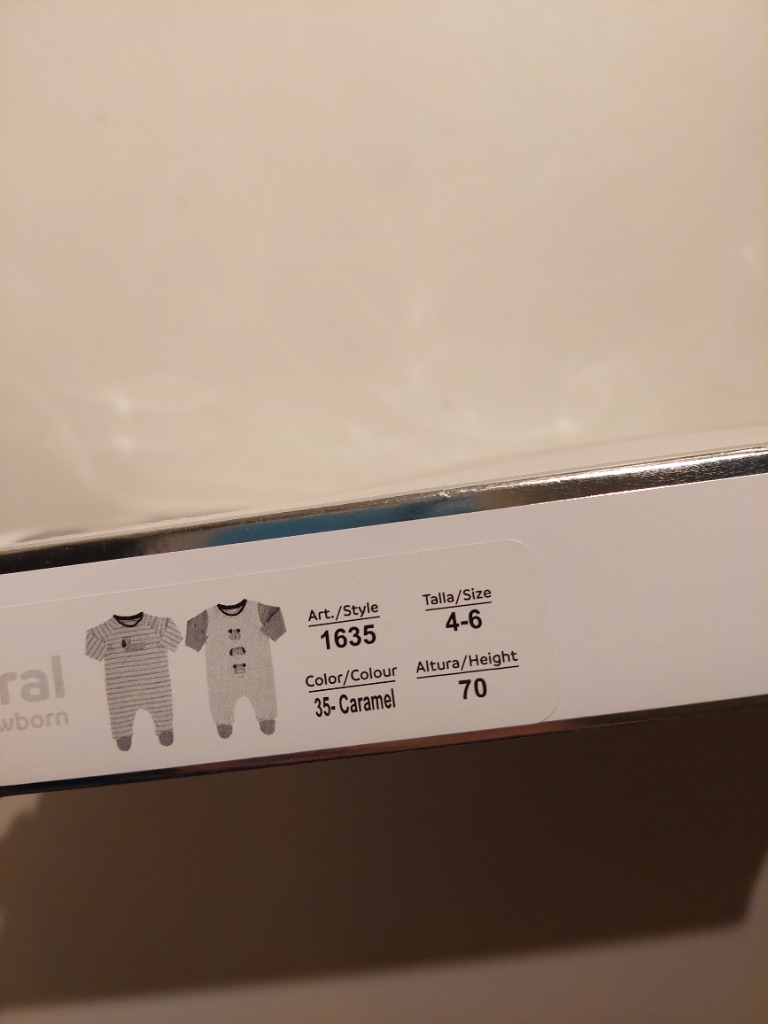 ral
wborn
Art./Style
1635
Talla/Size
4-6
Color/Colour
35- Caramel
Altura/Height
70